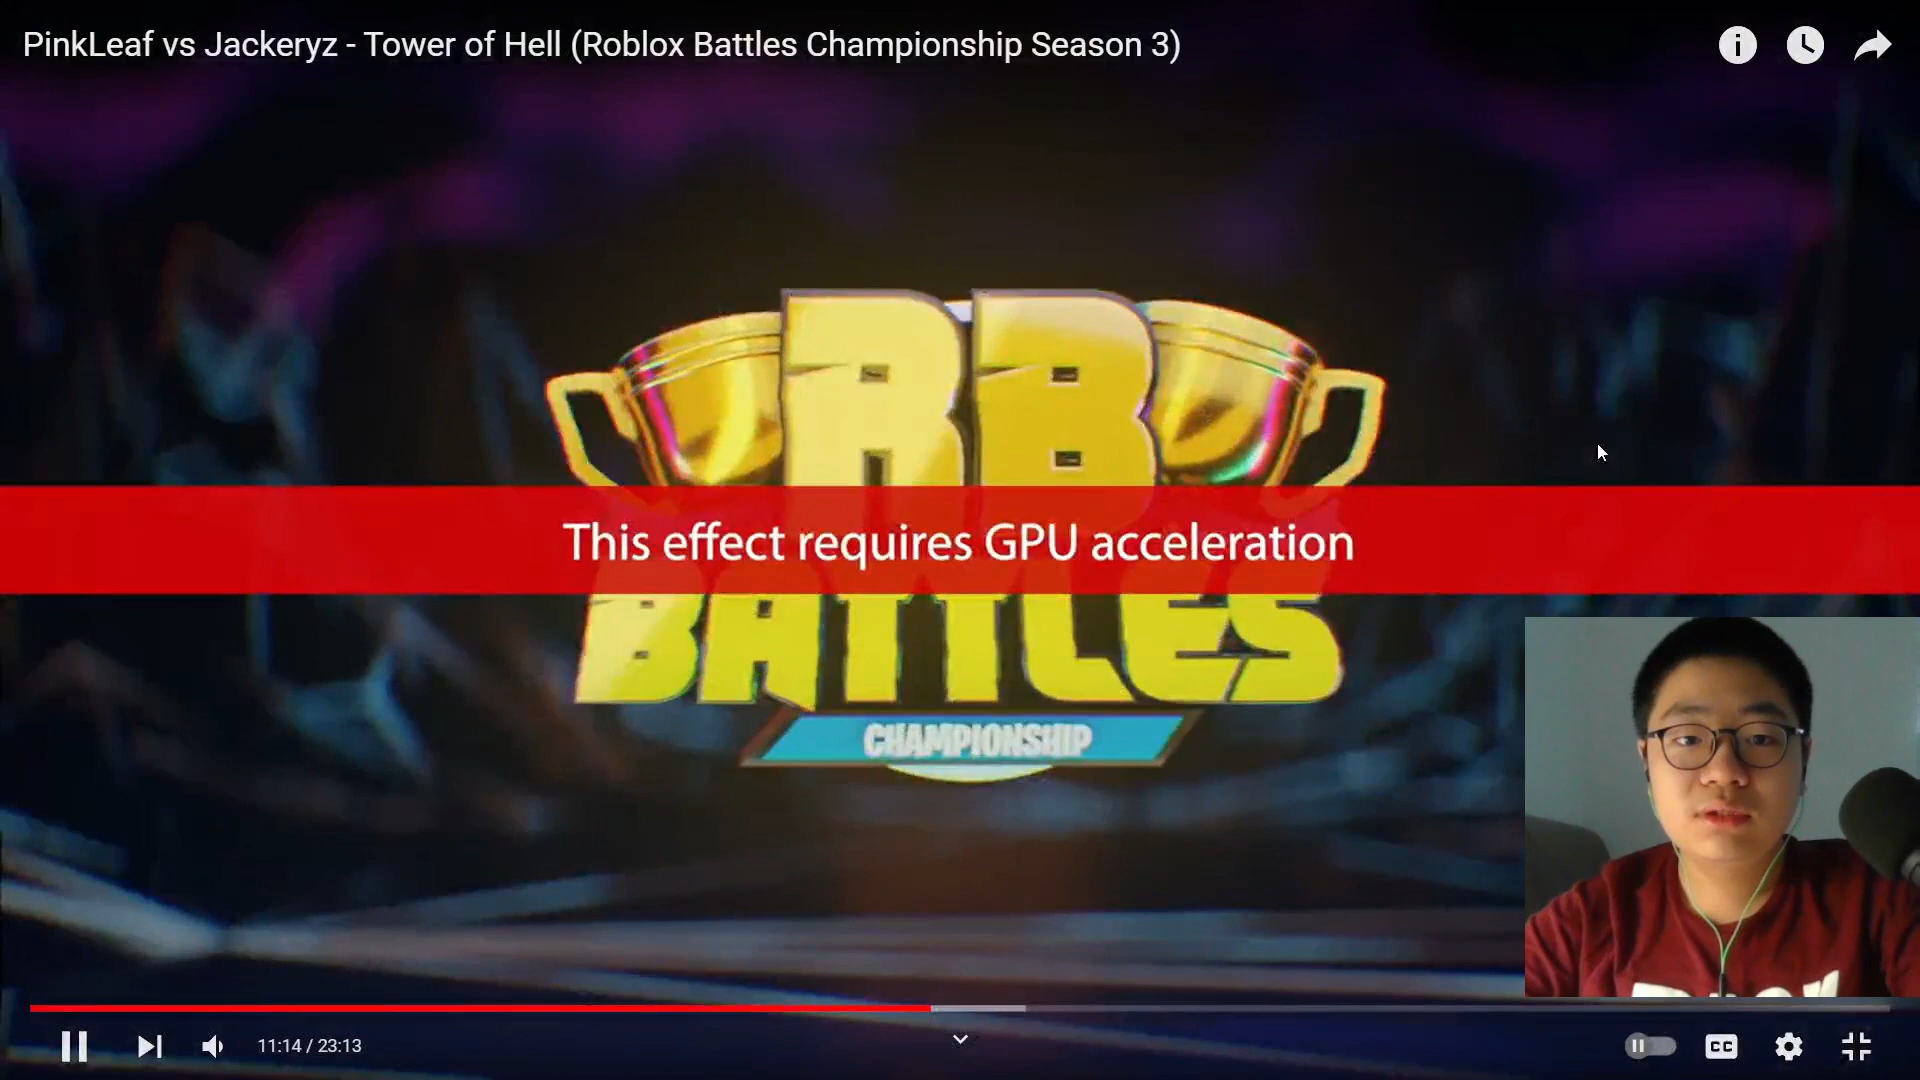 PinkLeaf vs Jackeryz - Tower of Hell (Roblox Battles Championship Season 3)
RB
This effect requires GPU acceleration
BATTLES
CHAMPIONSHIP
11:14 / 23:13
CC